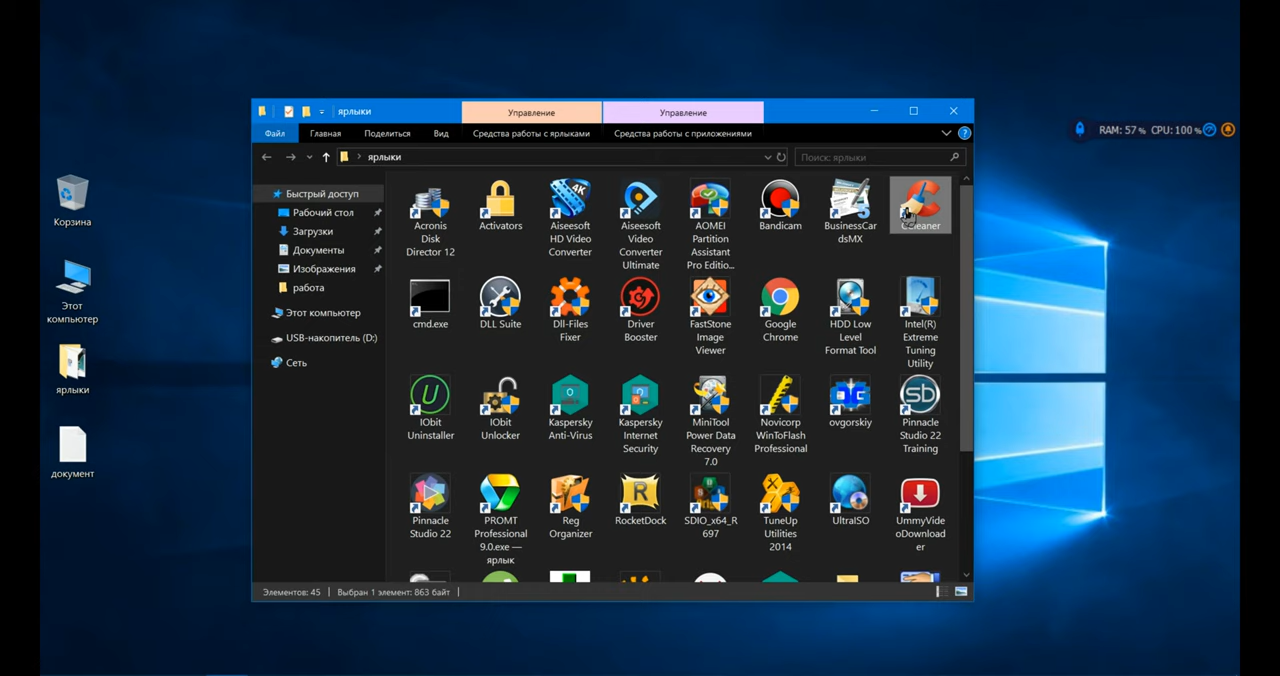 ярлыки
Управление
Управление
Файл
Главная
Поделиться
Вид
Средства работы с ярлыками
Средства работы с приложениями
ярлыки
Поиск: ярлыки
RAM: 57 % CPU: 100 %
Корзина
Этот
компьютер
ярлыки
документ
Быстрый доступ
Рабочий стол
Загрузки
Документы
Изображения
работа
Этот компьютер
USB-накопитель (D:)
Сеть
Acronis
Disk
Director 12
Activators
Aiseesoft
HD Video
Converter
Aiseesoft
Video
Converter
Ultimate
AOMEI
Partition
Assistant
Pro Editio...
Bandicam
BusinessCar
dsMX
CCleaner
cmd.exe
DLL Suite
Dll-Files
Fixer
Driver
Booster
FastStone
Image
Viewer
Google
Chrome
HDD Low
Level
Format Tool
Intel(R)
Extreme
Tuning
Utility
IObit
Uninstaller
IObit
Unlocker
Kaspersky
Anti-Virus
Kaspersky
Internet
Security
MiniTool
Power Data
Recovery
7.0
Novicorp
WinToFlash
Professional
ovgorskiy
Pinnacle
Studio 22
Training
Pinnacle
Studio 22
PROMT
Professional
9.0.exe —
ярлык
Reg
Organizer
RocketDock
SDIO_x64_R
697
TuneUp
Utilities
2014
UltraISO
UmmyVide
oDownload
er
Элементов: 45
Выбран 1 элемент: 863 байт